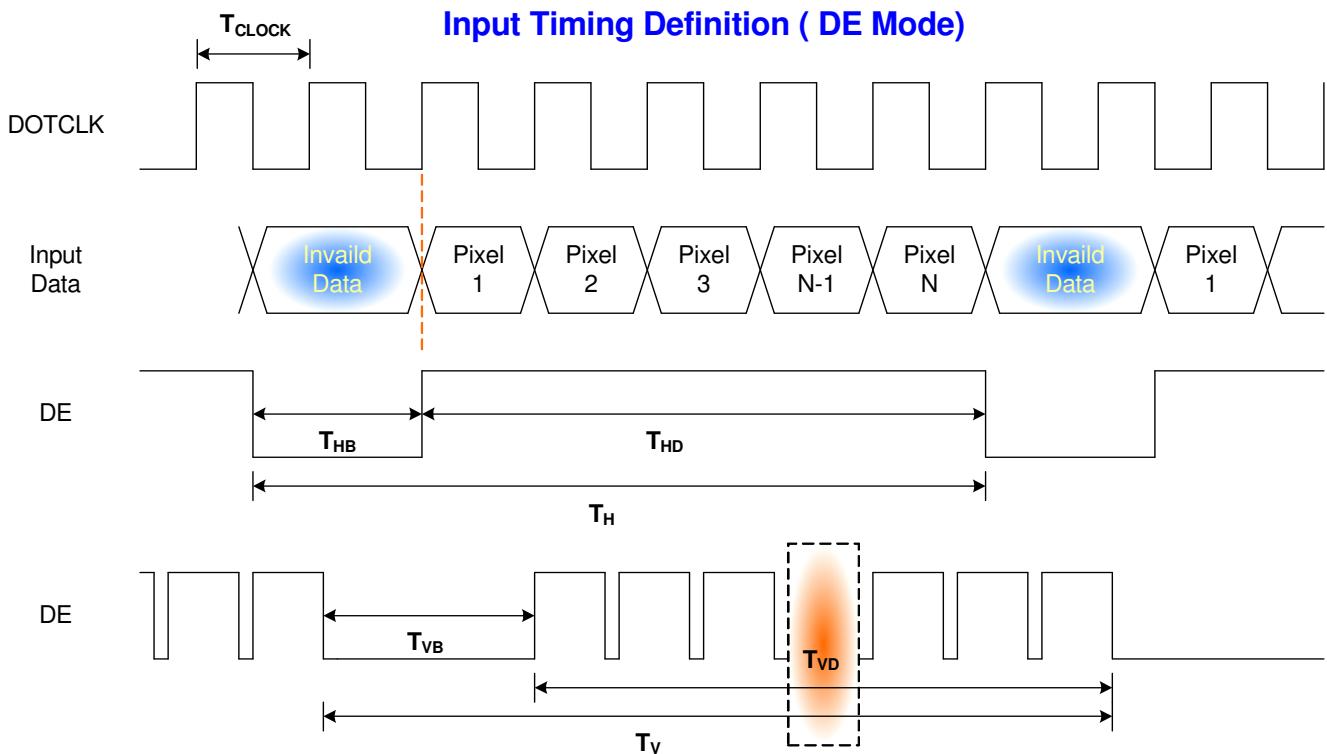 Input Timing Definition ( DE Mode)
TCLOCK
DOTCLK
Input
Data
Invaild
Data
Pixel
1
Pixel
2
Pixel
3
Pixel
N-1
Pixel
N
Invaild
Data
Pixel
1
DE
THB
THD
TH
DE
TVB
TVD
TV